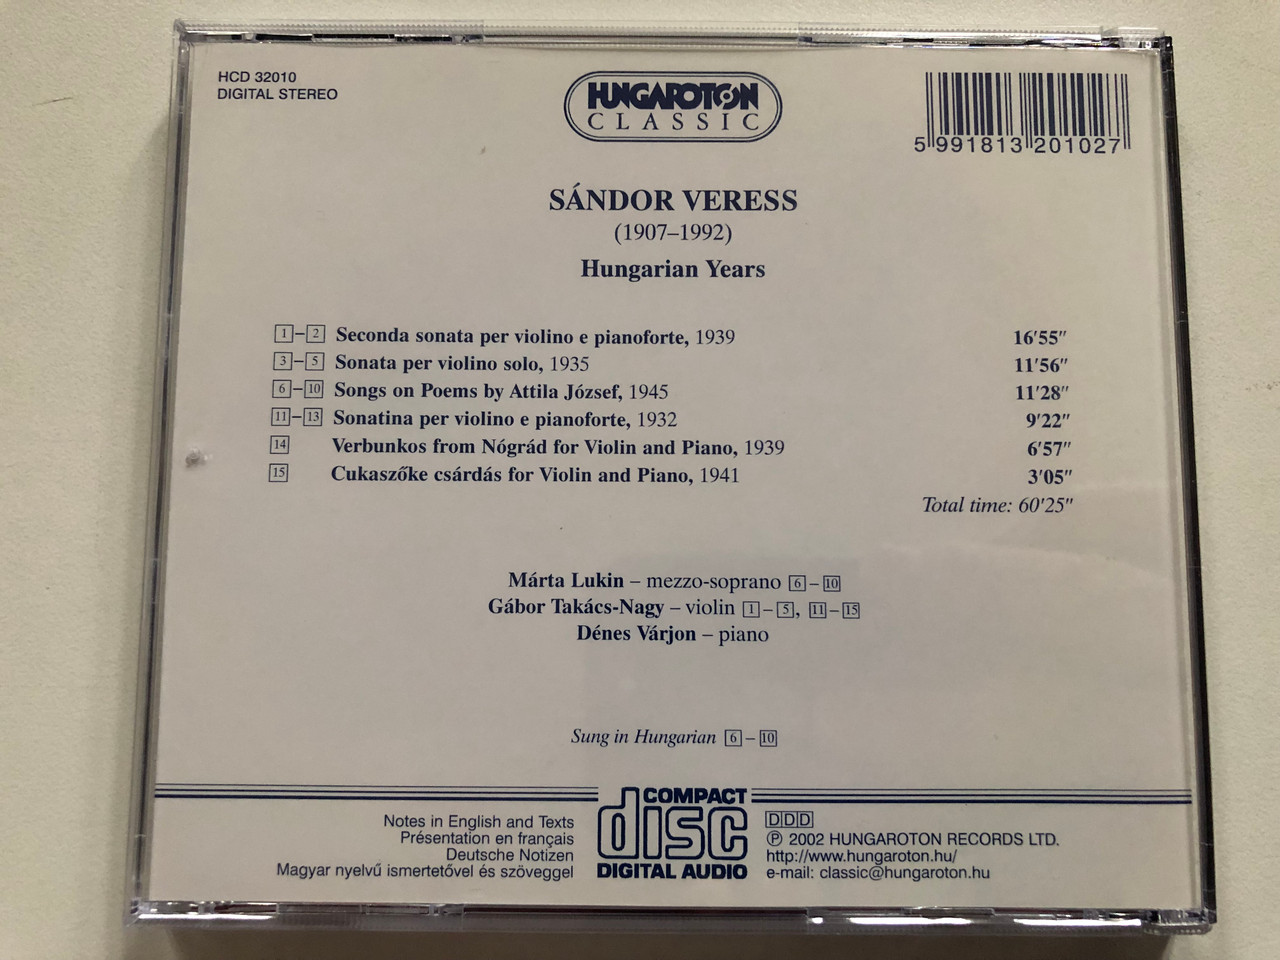 HCD 32010
DIGITAL STEREO
HUNGAROTON
CLASSIC
5 991813 201027
SÁNDOR VERESS
(1907–1992)
Hungarian Years
1–2 Seconda sonata per violino e pianoforte, 1939 16'55"
3–5 Sonata per violino solo, 1935 11'56"
6–10 Songs on Poems by Attila József, 1945 11'28"
11–13 Sonatina per violino e pianoforte, 1932 9'22"
14 Verbunkos from Nógrád for Violin and Piano, 1939 6'57"
15 Cukaszőke csárdás for Violin and Piano, 1941 3'05"
Total time: 60'25"
Márta Lukin – mezzo-soprano 6–10
Gábor Takács-Nagy – violin 1–5, 11–15
Dénes Várjon – piano
Sung in Hungarian 6–10
Notes in English and Texts
Présentation en français
Deutsche Notizen
Magyar nyelvű ismertetővel és szöveggel
COMPACT
disc
DIGITAL AUDIO
DDD
℗ 2002 HUNGAROTON RECORDS LTD.
http://www.hungaroton.hu/
e-mail: classic@hungaroton.hu